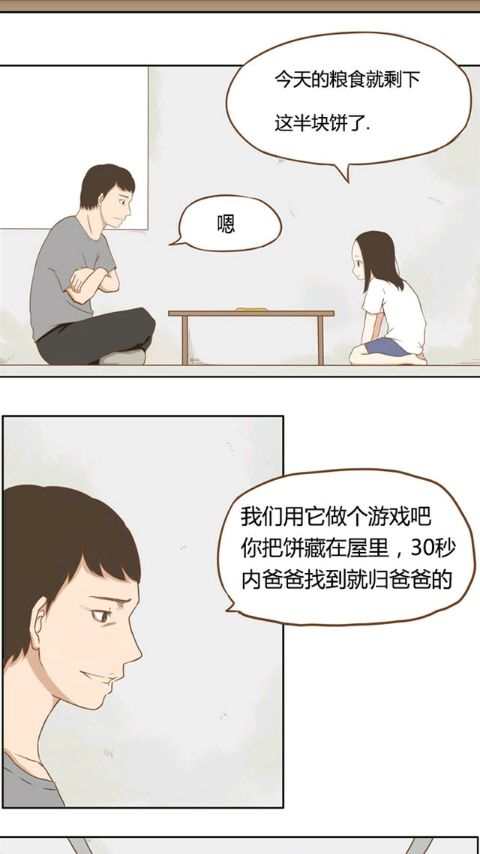 今天的粮食就剩下
这半块饼了.
嗯
我们用它做个游戏吧
你把饼藏在屋里，30秒
内爸爸找到就归爸爸的